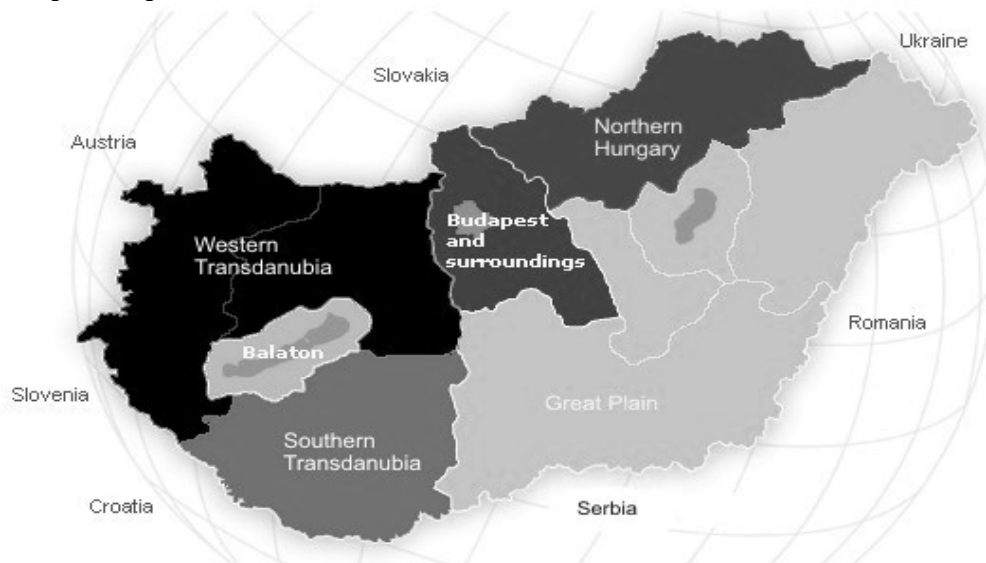 Ukraine
Slovakia
Austria
Northern
Hungary
Budapest
and
surroundings
Western
Transdanubia
Romania
Balaton
Slovenia
Great Plain
Southern
Transdanubia
Croatia
Serbia